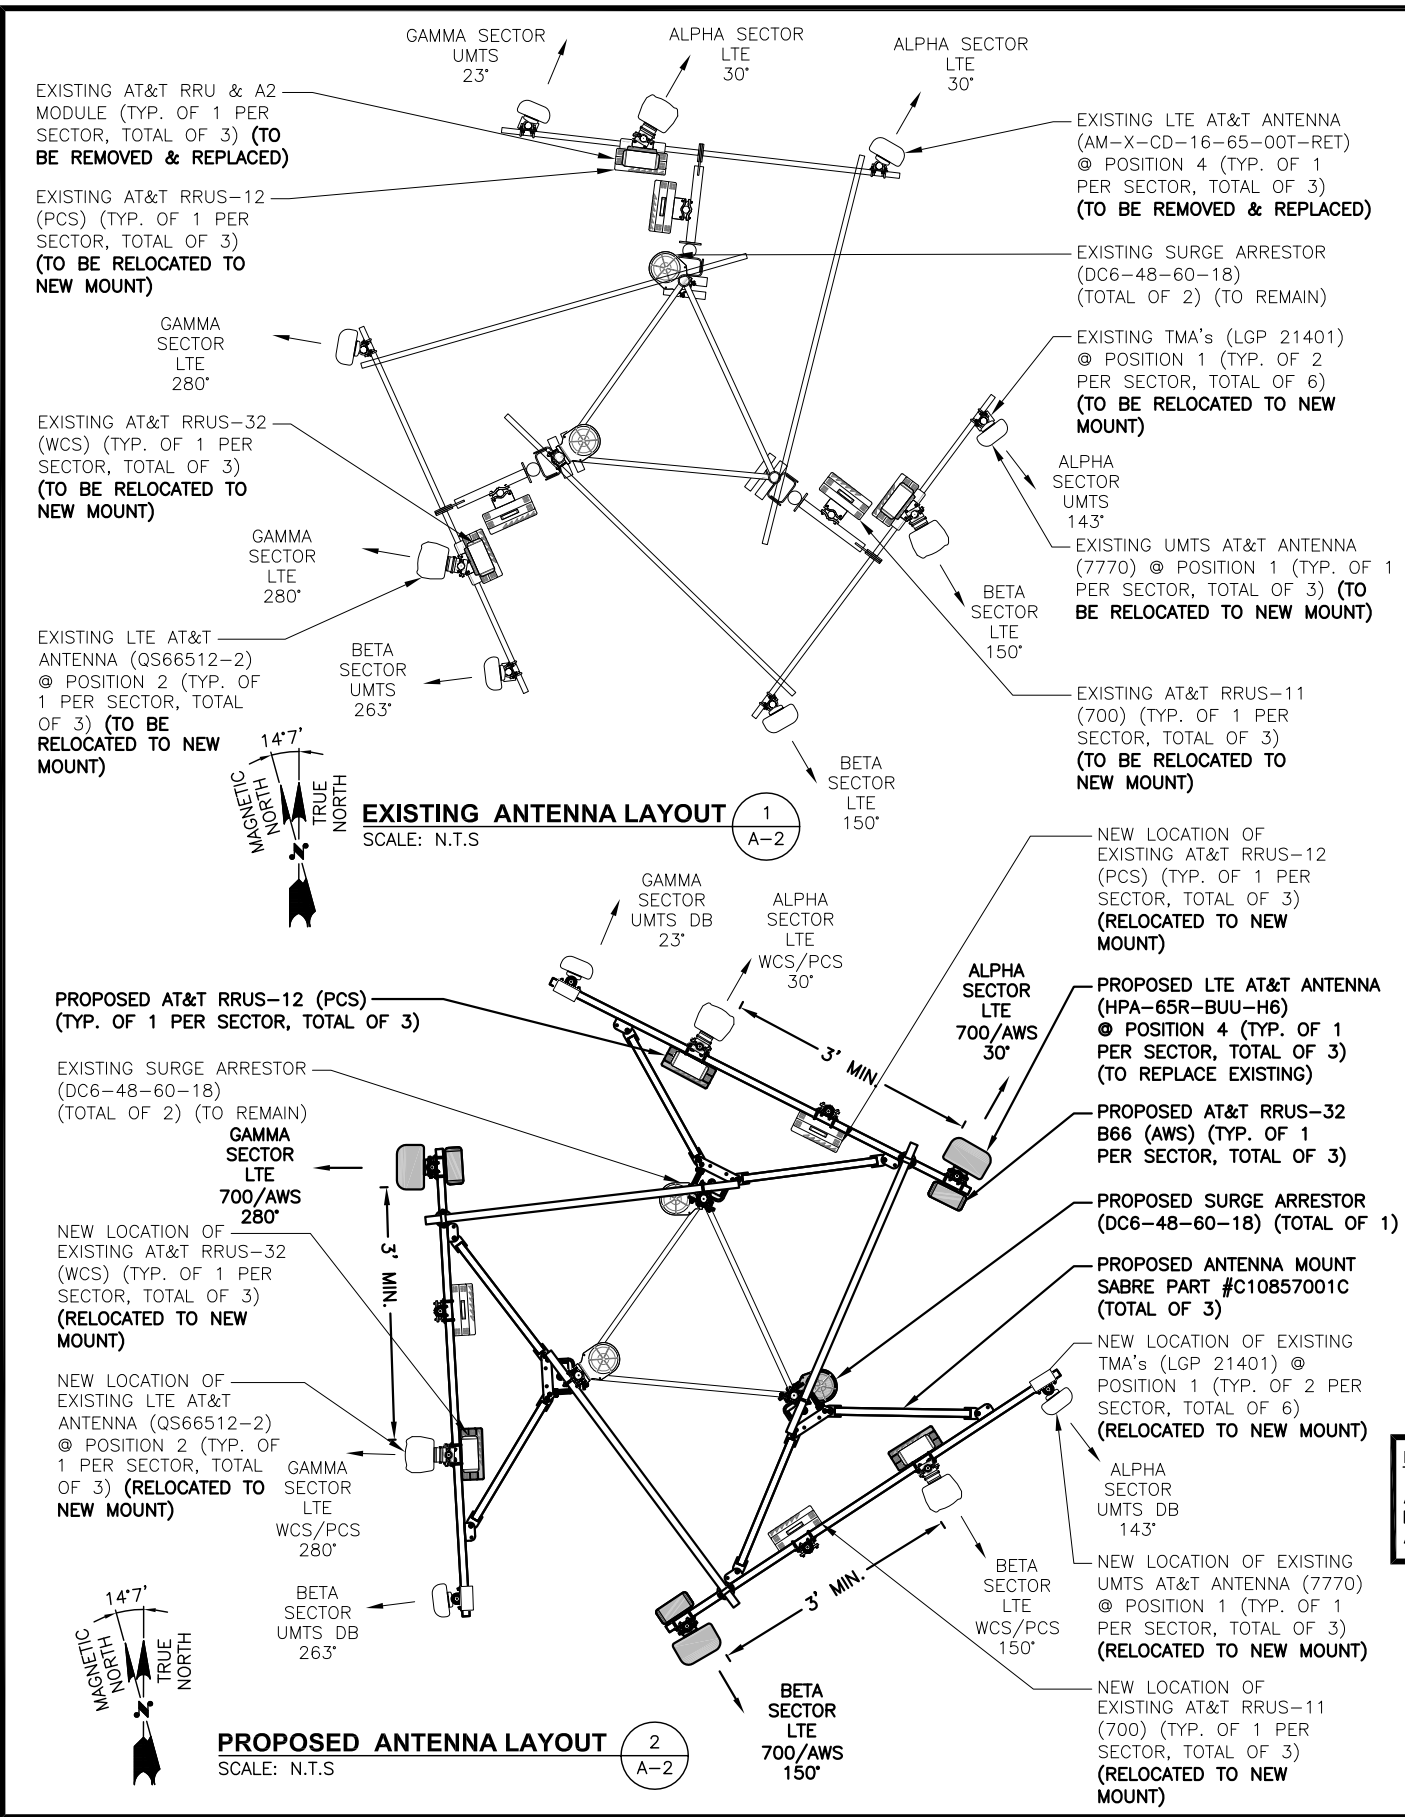 GAMMA SECTOR
UMTS
23°
ALPHA SECTOR
LTE
30°
ALPHA SECTOR
LTE
30°
EXISTING AT&T RRU & A2
MODULE (TYP. OF 1 PER
SECTOR, TOTAL OF 3) (TO
BE REMOVED & REPLACED)
EXISTING AT&T RRUS-12
(PCS) (TYP. OF 1 PER
SECTOR, TOTAL OF 3)
(TO BE RELOCATED TO
NEW MOUNT)
GAMMA
SECTOR
LTE
280°
EXISTING AT&T RRUS-32
(WCS) (TYP. OF 1 PER
SECTOR, TOTAL OF 3)
(TO BE RELOCATED TO
NEW MOUNT)
GAMMA
SECTOR
LTE
280°
EXISTING LTE AT&T
ANTENNA (QS66512-2)
@ POSITION 2 (TYP. OF
1 PER SECTOR, TOTAL
OF 3) (TO BE
RELOCATED TO NEW
MOUNT)
BETA
SECTOR
UMTS
263°
EXISTING LTE AT&T ANTENNA
(AM-X-CD-16-65-00T-RET)
@ POSITION 4 (TYP. OF 1
PER SECTOR, TOTAL OF 3)
(TO BE REMOVED & REPLACED)
EXISTING SURGE ARRESTOR
(DC6-48-60-18)
(TOTAL OF 2) (TO REMAIN)
EXISTING TMA's (LGP 21401)
@ POSITION 1 (TYP. OF 2
PER SECTOR, TOTAL OF 6)
(TO BE RELOCATED TO NEW
MOUNT)
ALPHA
SECTOR
UMTS
143°
EXISTING UMTS AT&T ANTENNA
(7770) @ POSITION 1 (TYP. OF 1
PER SECTOR, TOTAL OF 3) (TO
BE RELOCATED TO NEW MOUNT)
BETA
SECTOR
LTE
150°
EXISTING AT&T RRUS-11
(700) (TYP. OF 1 PER
SECTOR, TOTAL OF 3)
(TO BE RELOCATED TO
NEW MOUNT)
BETA
SECTOR
LTE
150°
14°7'
MAGNETIC
NORTH
TRUE
NORTH
N
EXISTING ANTENNA LAYOUT
SCALE: N.T.S
1
A-2
GAMMA
SECTOR
UMTS DB
23°
ALPHA
SECTOR
LTE
WCS/PCS
30°
ALPHA
SECTOR
LTE
700/AWS
30°
3' MIN.
NEW LOCATION OF
EXISTING AT&T RRUS-12
(PCS) (TYP. OF 1 PER
SECTOR, TOTAL OF 3)
(RELOCATED TO NEW
MOUNT)
PROPOSED LTE AT&T ANTENNA
(HPA-65R-BUU-H6)
@ POSITION 4 (TYP. OF 1
PER SECTOR, TOTAL OF 3)
(TO REPLACE EXISTING)
PROPOSED AT&T RRUS-32
B66 (AWS) (TYP. OF 1
PER SECTOR, TOTAL OF 3)
PROPOSED SURGE ARRESTOR
(DC6-48-60-18) (TOTAL OF 1)
PROPOSED ANTENNA MOUNT
SABRE PART #C10857001C
(TOTAL OF 3)
NEW LOCATION OF EXISTING
TMA's (LGP 21401) @
POSITION 1 (TYP. OF 2 PER
SECTOR, TOTAL OF 6)
(RELOCATED TO NEW MOUNT)
ALPHA
SECTOR
UMTS DB
143°
NEW LOCATION OF EXISTING
UMTS AT&T ANTENNA (7770)
@ POSITION 1 (TYP. OF 1
PER SECTOR, TOTAL OF 3)
(RELOCATED TO NEW MOUNT)
NEW LOCATION OF
EXISTING AT&T RRUS-11
(700) (TYP. OF 1 PER
SECTOR, TOTAL OF 3)
(RELOCATED TO NEW
MOUNT)
PROPOSED AT&T RRUS-12 (PCS)
(TYP. OF 1 PER SECTOR, TOTAL OF 3)
EXISTING SURGE ARRESTOR
(DC6-48-60-18)
(TOTAL OF 2) (TO REMAIN)
GAMMA
SECTOR
LTE
700/AWS
280°
3' MIN.
NEW LOCATION OF
EXISTING AT&T RRUS-32
(WCS) (TYP. OF 1 PER
SECTOR, TOTAL OF 3)
(RELOCATED TO NEW
MOUNT)
NEW LOCATION OF
EXISTING LTE AT&T
ANTENNA (QS66512-2)
@ POSITION 2 (TYP. OF
1 PER SECTOR, TOTAL
OF 3) (RELOCATED TO
NEW MOUNT)
GAMMA
SECTOR
LTE
WCS/PCS
280°
BETA
SECTOR
UMTS DB
263°
3' MIN.
BETA
SECTOR
LTE
WCS/PCS
150°
BETA
SECTOR
LTE
700/AWS
150°
14°7'
MAGNETIC
NORTH
TRUE
NORTH
N
PROPOSED ANTENNA LAYOUT
SCALE: N.T.S
2
A-2